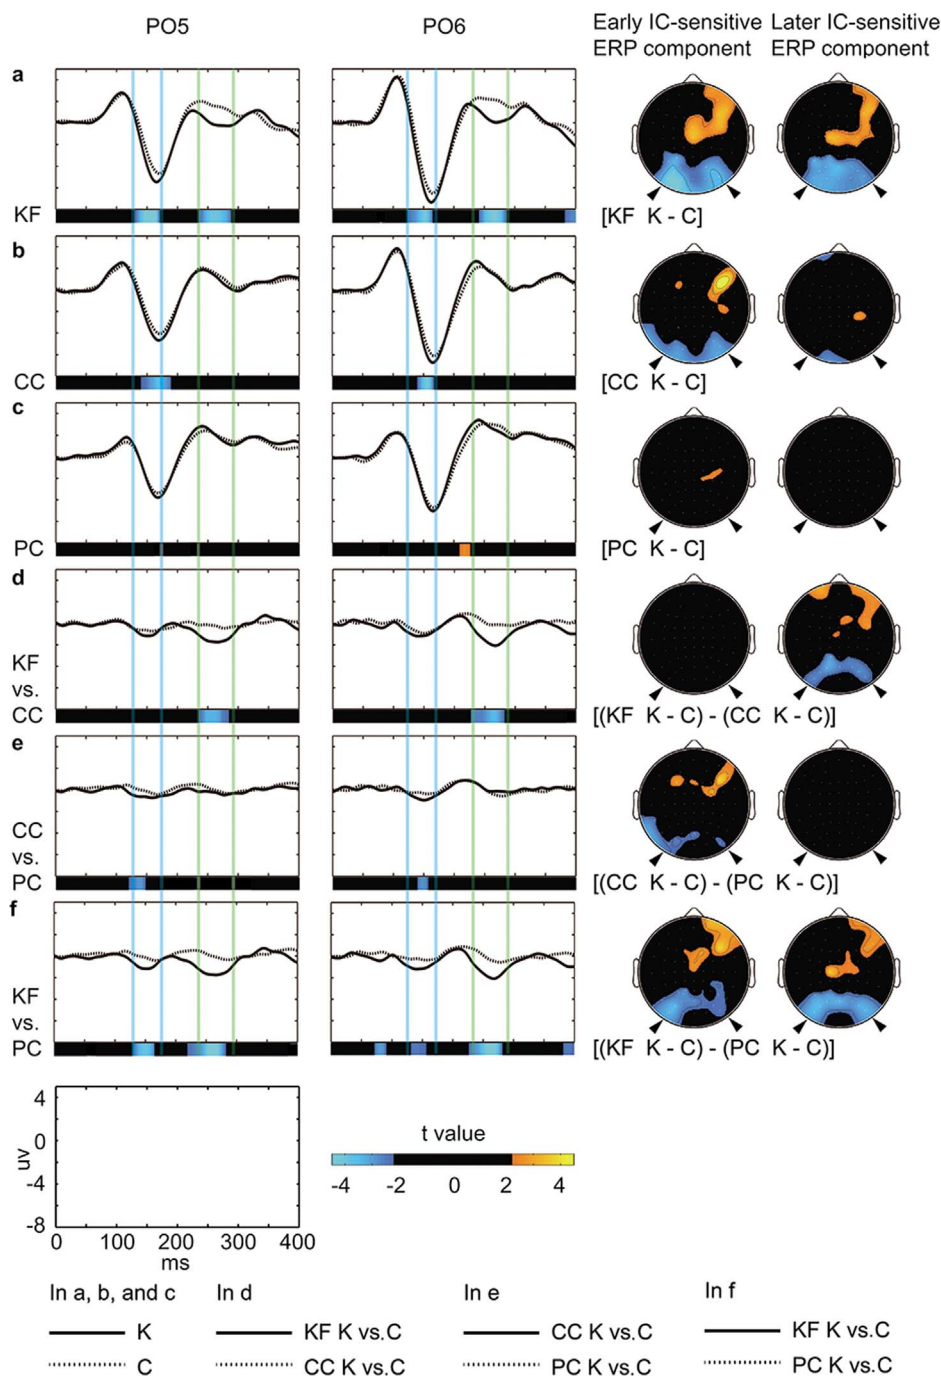 PO5 PO6 Early IC-sensitive Later IC-sensitive
ERP component ERP component
a
KF
[KF K - C]
b
CC
[CC K - C]
c
PC
[PC K - C]
d
KF
vs.
CC
[(KF K - C) - (CC K - C)]
e
CC
vs.
PC
[(CC K - C) - (PC K - C)]
f
KF
vs.
PC
[(KF K - C) - (PC K - C)]
4
0
-4
-8
uv
0 100 200 300 400
ms
t value
-4 -2 0 2 4
In a, b, and c In d In e In f
K KF K vs.C CC K vs.C KF K vs.C
C CC K vs.C PC K vs.C PC K vs.C